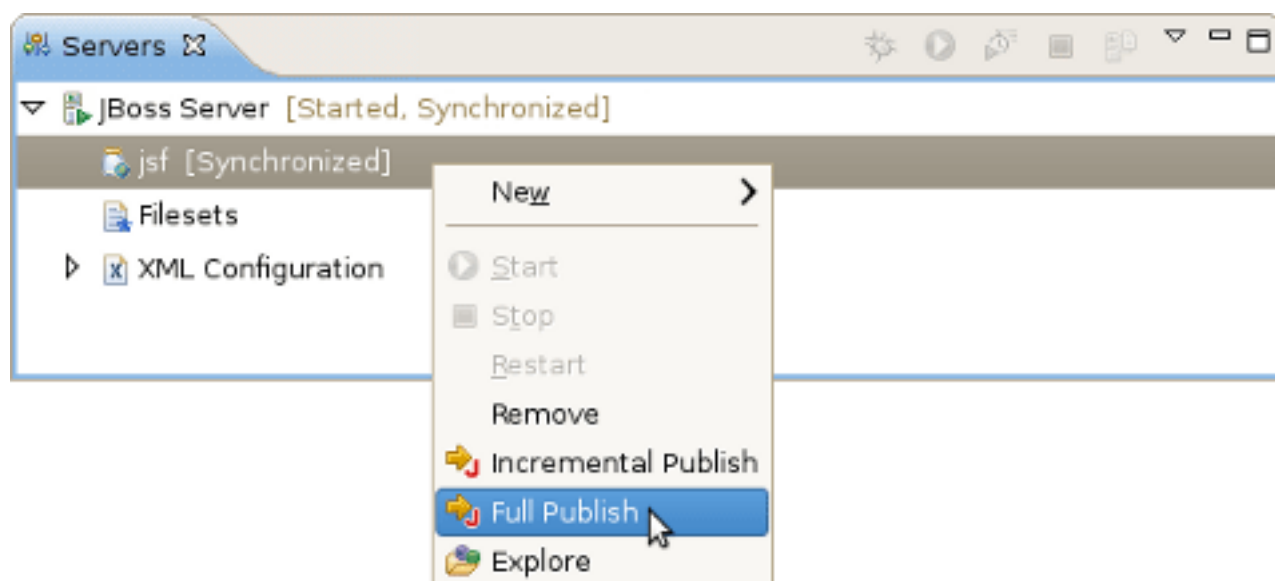 Servers
JBoss Server [Started, Synchronized]
jsf [Synchronized]
Filesets
XML Configuration
New
Start
Stop
Restart
Remove
Incremental Publish
Full Publish
Explore